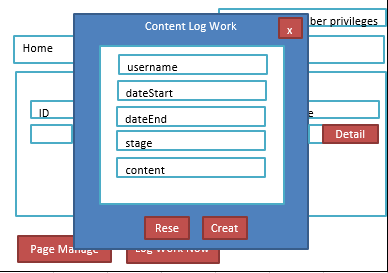 ber privileges
Content Log Work
x
Home
username
dateStart
ID
dateEnd
e
Detail
stage
content
Rese
Creat
Page Manage
Log Work Now